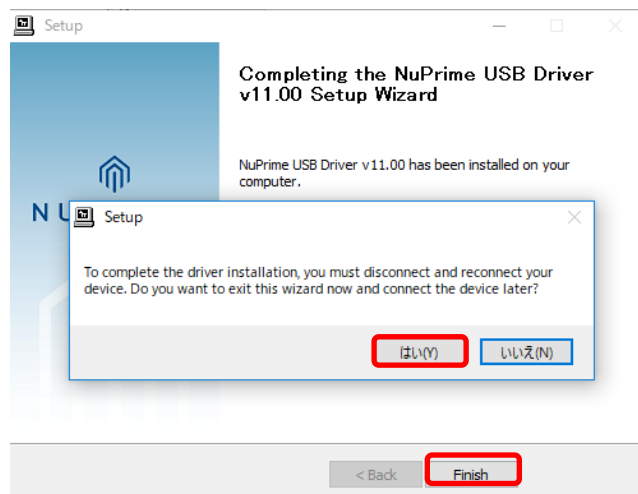 Setup
Completing the NuPrime USB Driver
v11.00 Setup Wizard
NuPrime USB Driver v11.00 has been installed on your
computer.
NU
Setup
To complete the driver installation, you must disconnect and reconnect your
device. Do you want to exit this wizard now and connect the device later?
はい(Y)
いいえ(N)
< Back
Finish